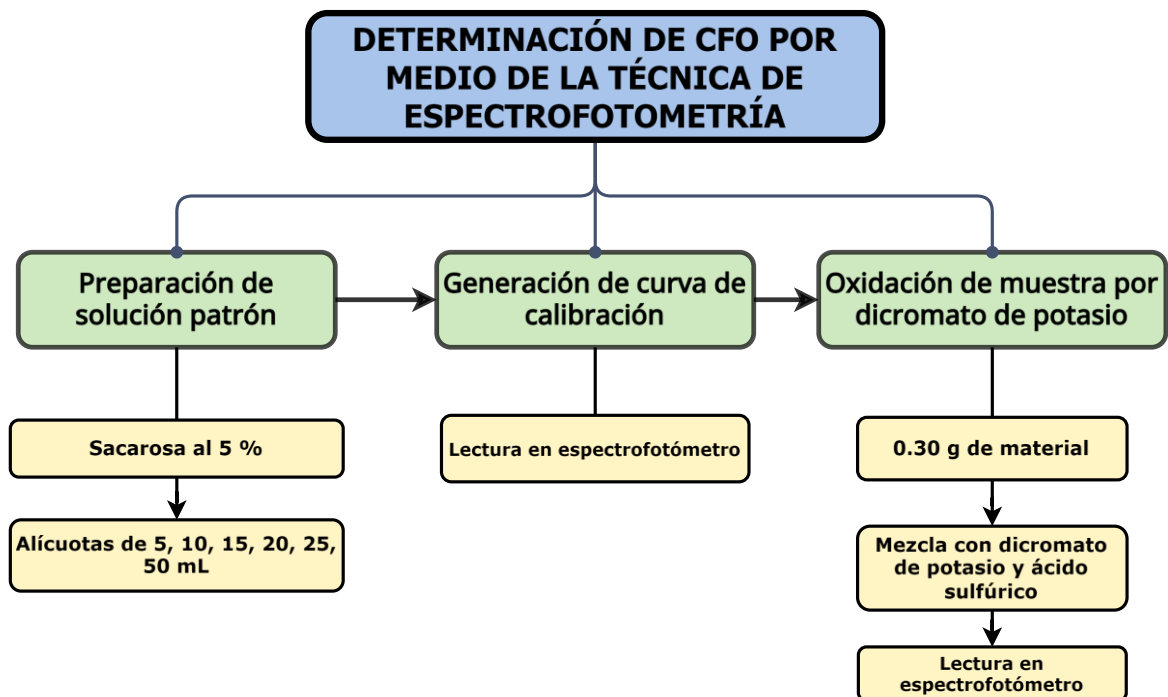 DETERMINACIÓN DE CFO POR
MEDIO DE LA TÉCNICA DE
ESPECTROFOTOMETRÍA
Preparación de
solución patrón
Generación de curva de
calibración
Oxidación de muestra por
dicromato de potasio
Sacarosa al 5 %
Alícuotas de 5, 10, 15, 20, 25,
50 mL
Lectura en espectrofotómetro
0.30 g de material
Mezcla con dicromato
de potasio y ácido
sulfúrico
Lectura en
espectrofotómetro